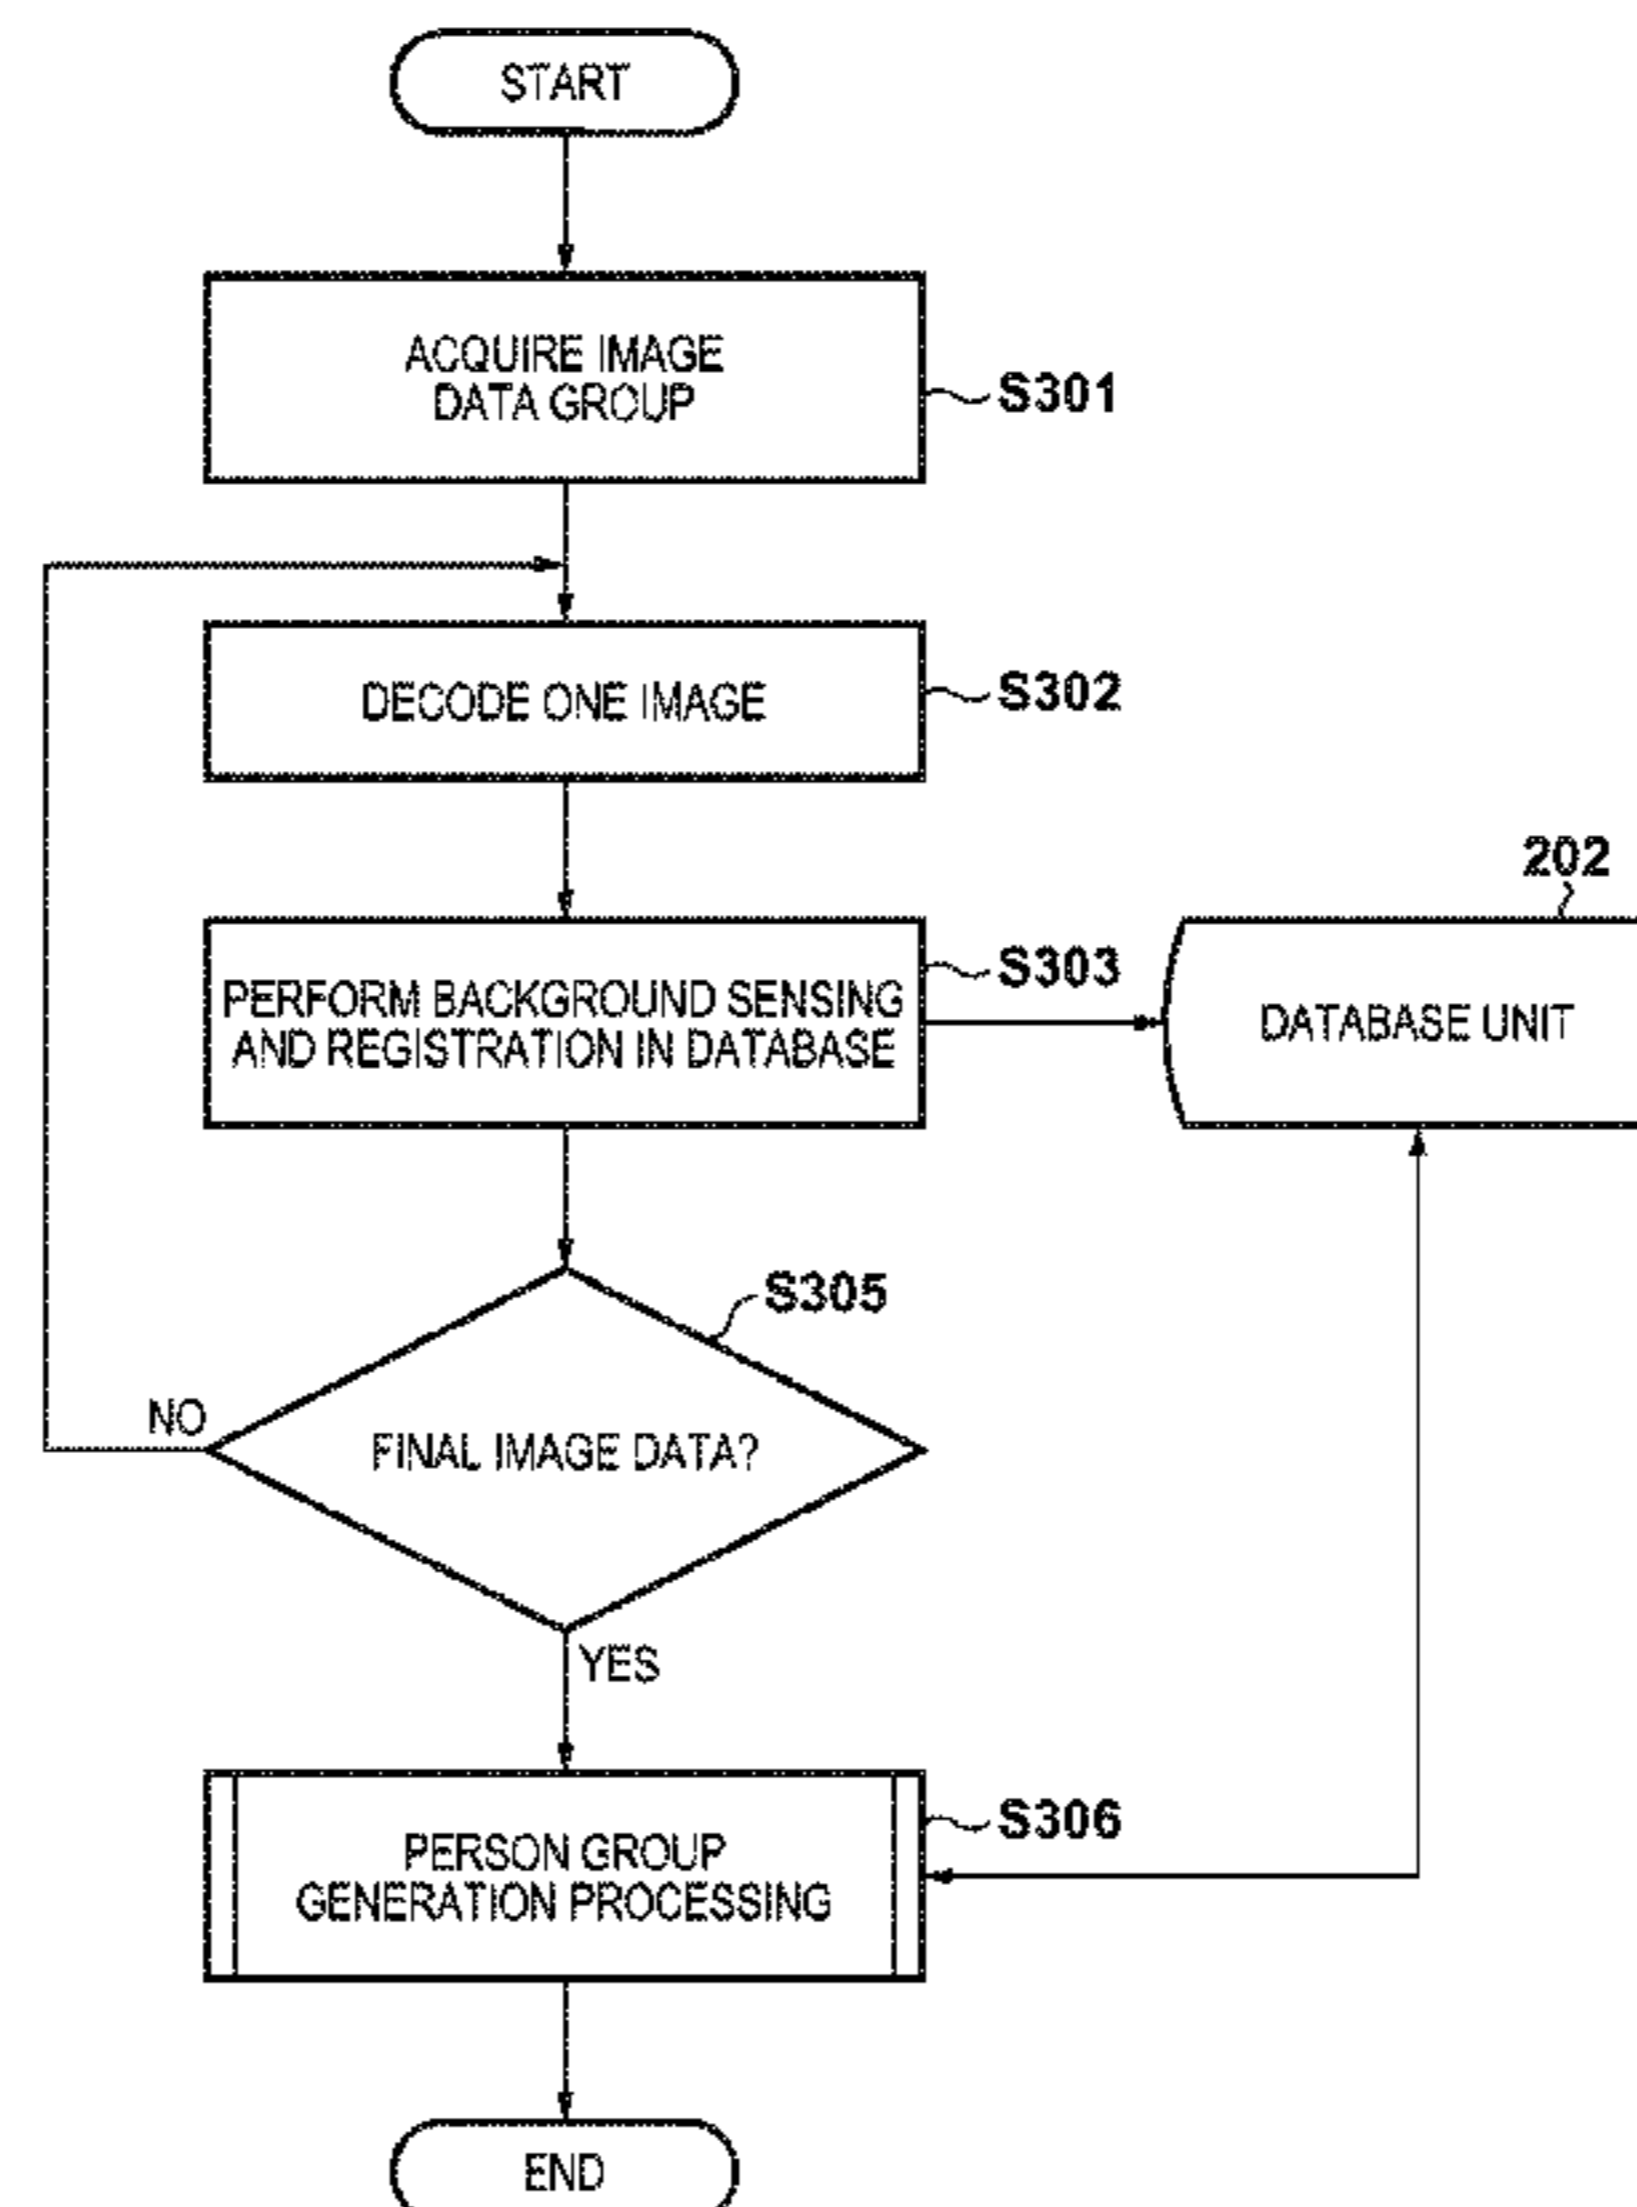 START
ACQUIRE IMAGE
DATA GROUP
S301
DECODE ONE IMAGE
S302
202
PERFORM BACKGROUND SENSING
AND REGISTRATION IN DATABASE
S303
DATABASE UNIT
S305
NO
FINAL IMAGE DATA?
YES
PERSON GROUP
GENERATION PROCESSING
S306
END